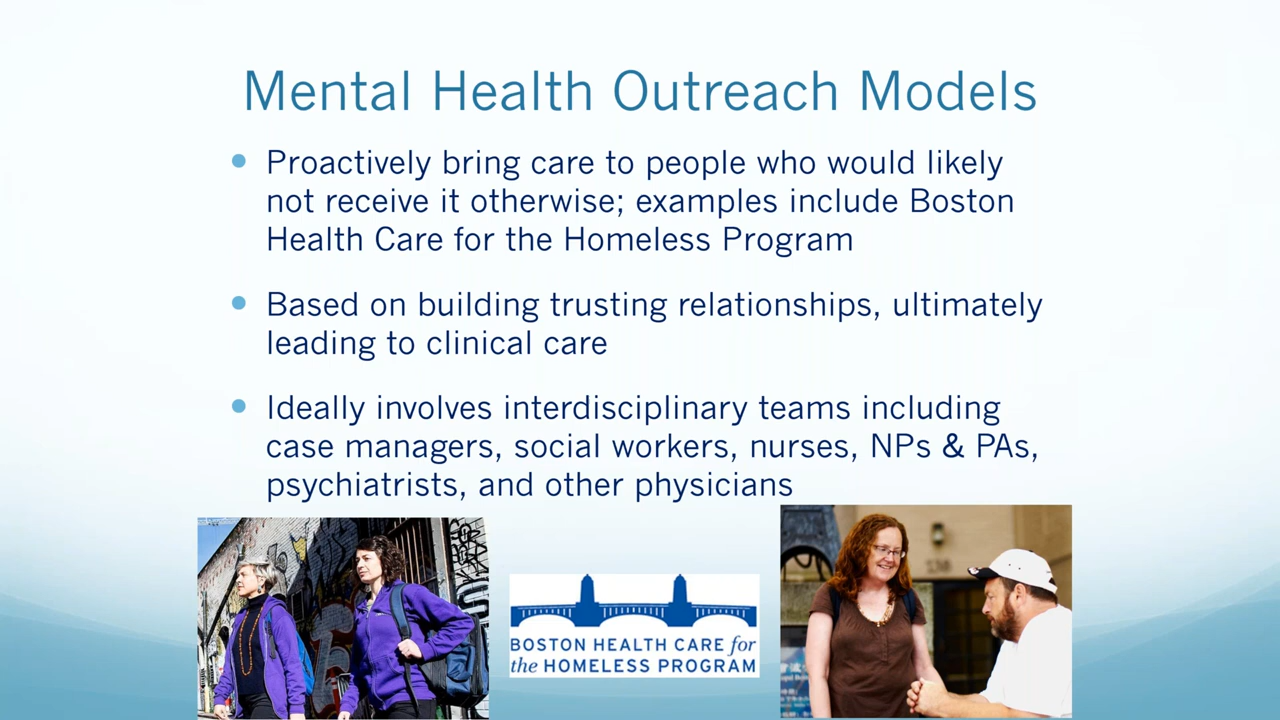 Mental Health Outreach Models
Proactively bring care to people who would likely
not receive it otherwise; examples include Boston
Health Care for the Homeless Program
Based on building trusting relationships, ultimately
leading to clinical care
Ideally involves interdisciplinary teams including
case managers, social workers, nurses, NPs & PAs,
psychiatrists, and other physicians
BOSTON HEALTH CARE for
the HOMELESS PROGRAM